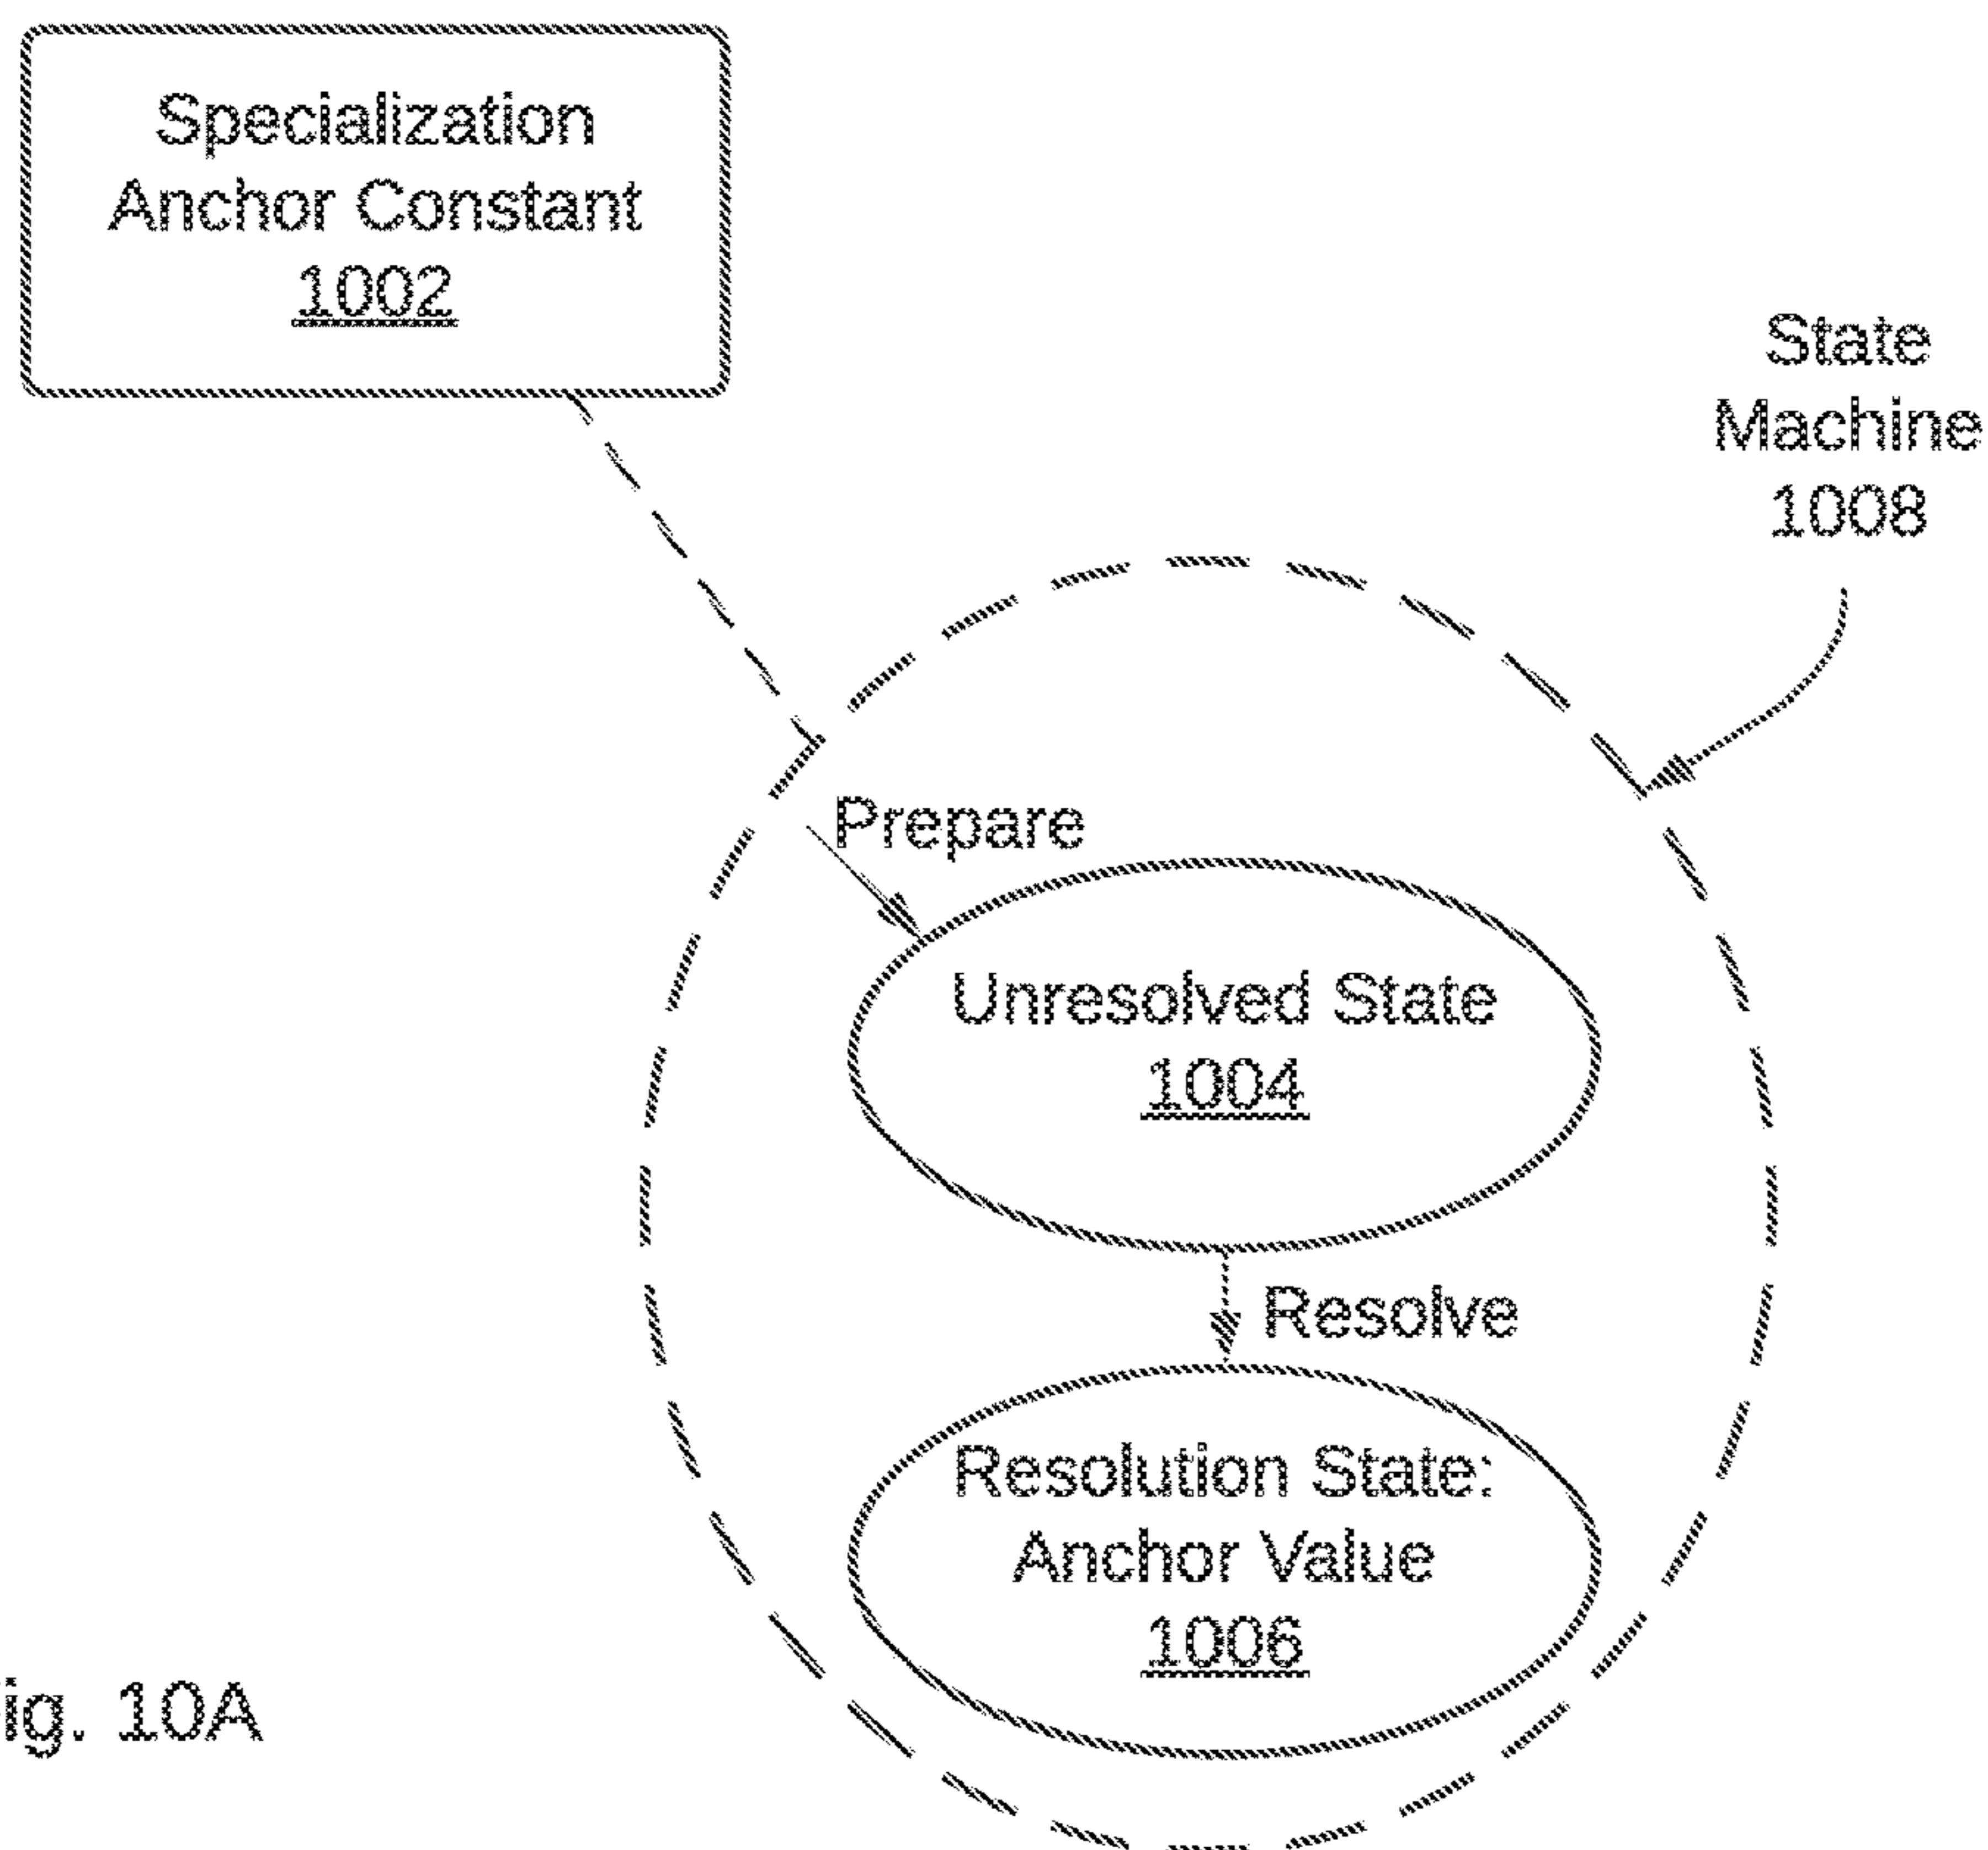 Specialization
Anchor Constant
1002
State
Machine
1008
Prepare
Unresolved State
1004
Resolve
Resolution State:
Anchor Value
1006
ig. 10A